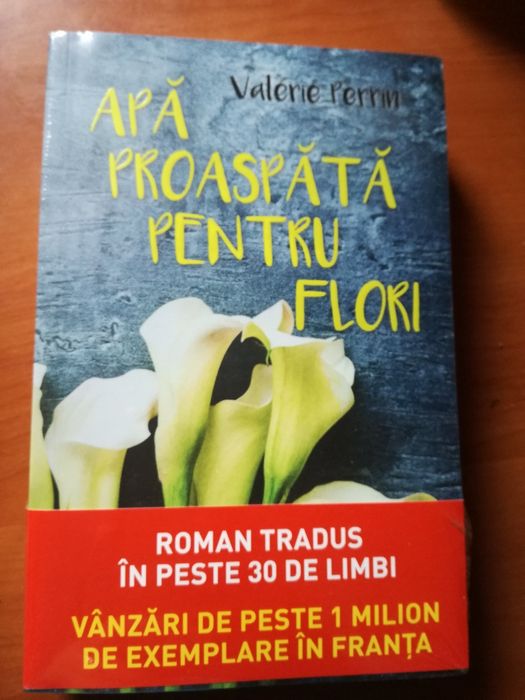 Valérie Perrin
APĂ
PROASPĂTĂ
PENTRU
FLORI
ROMAN TRADUS
ÎN PESTE 30 DE LIMBI
VÂNZĂRI DE PESTE 1 MILION
DE EXEMPLARE ÎN FRANȚA